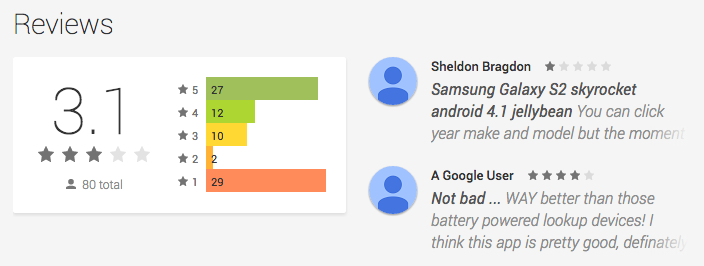 Reviews
3.1
80 total
5 27
4 12
3 10
2 2
1 29
Sheldon Bragdon
Samsung Galaxy S2 skyrocket
android 4.1 jellybean You can click
year make and model but the moment
A Google User
Not bad ... WAY better than those
battery powered lookup devices! I
think this app is pretty good, definately